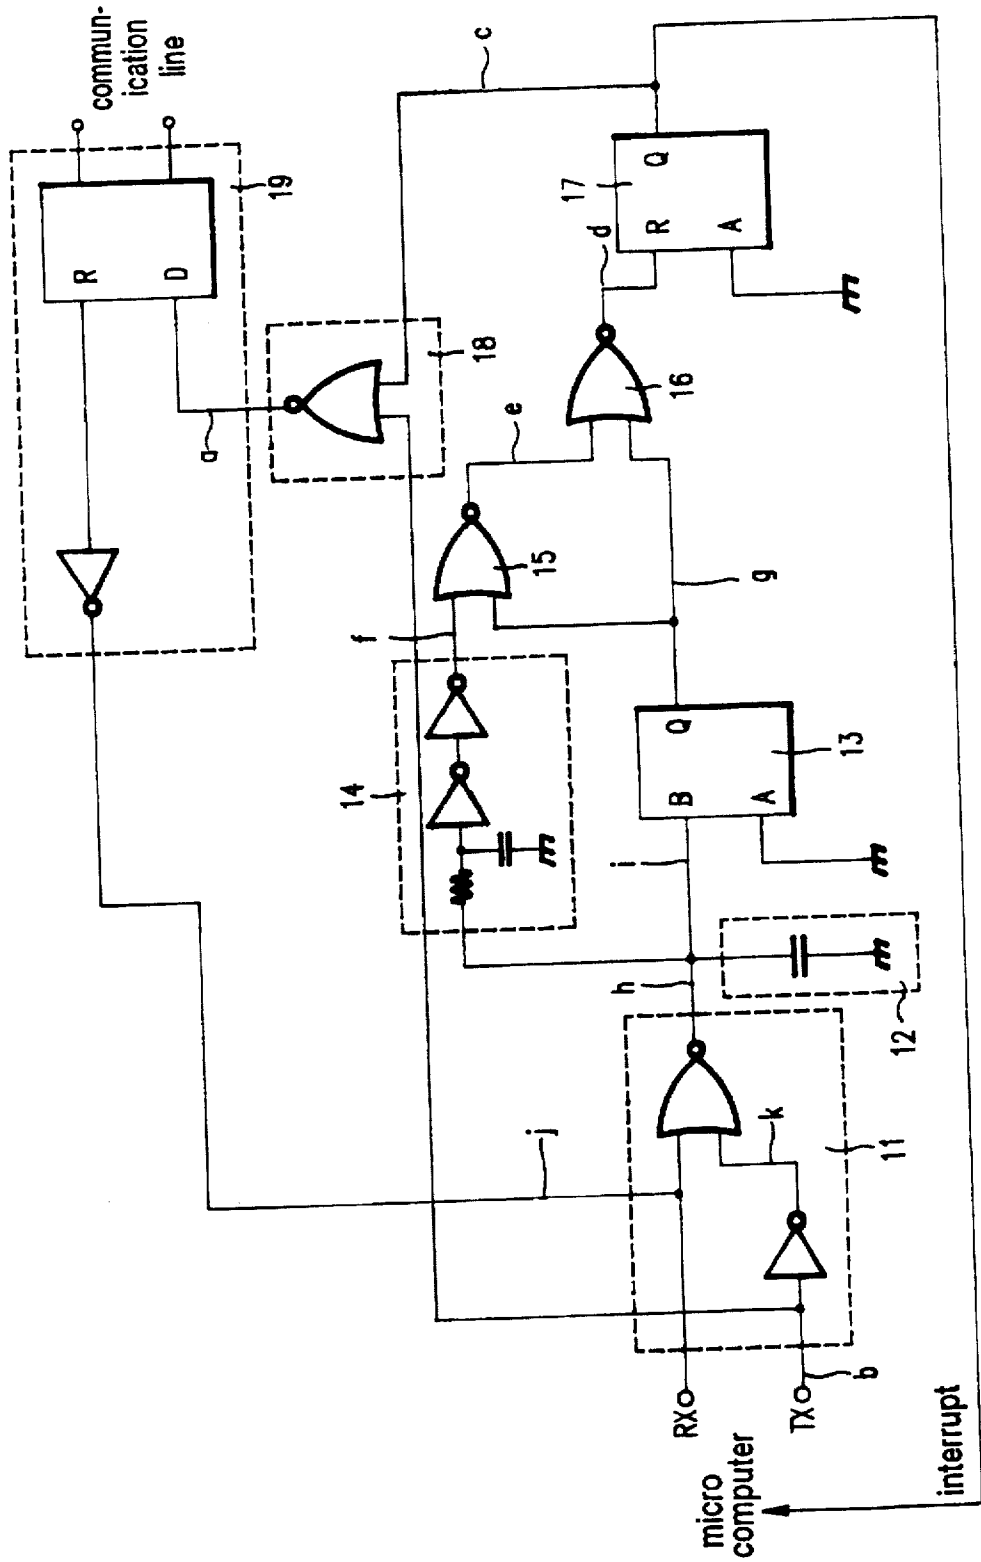 commun-
ication
line
R
D
19
a
18
c
Q
17
R
A
d
16
e
15
g
f
14
Q
13
B
A
i
h
12
j
k
11
RX
TX
b
micro
computer
interrupt